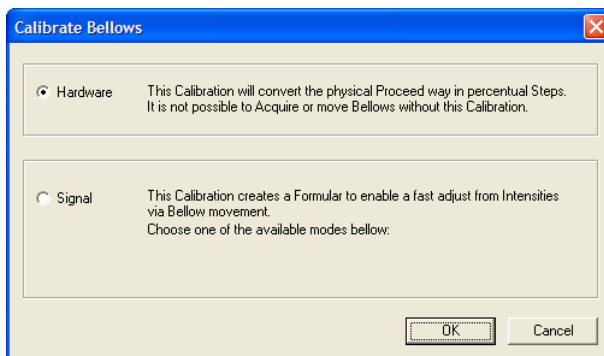 Calibrate Bellows
Hardware
This Calibration will convert the physical Proceed way in percentual Steps.
It is not possible to Acquire or move Bellows without this Calibration.
Signal
This Calibration creates a Formular to enable a fast adjust from Intensities
via Bellow movement.
Choose one of the available modes bellow:
OK
Cancel